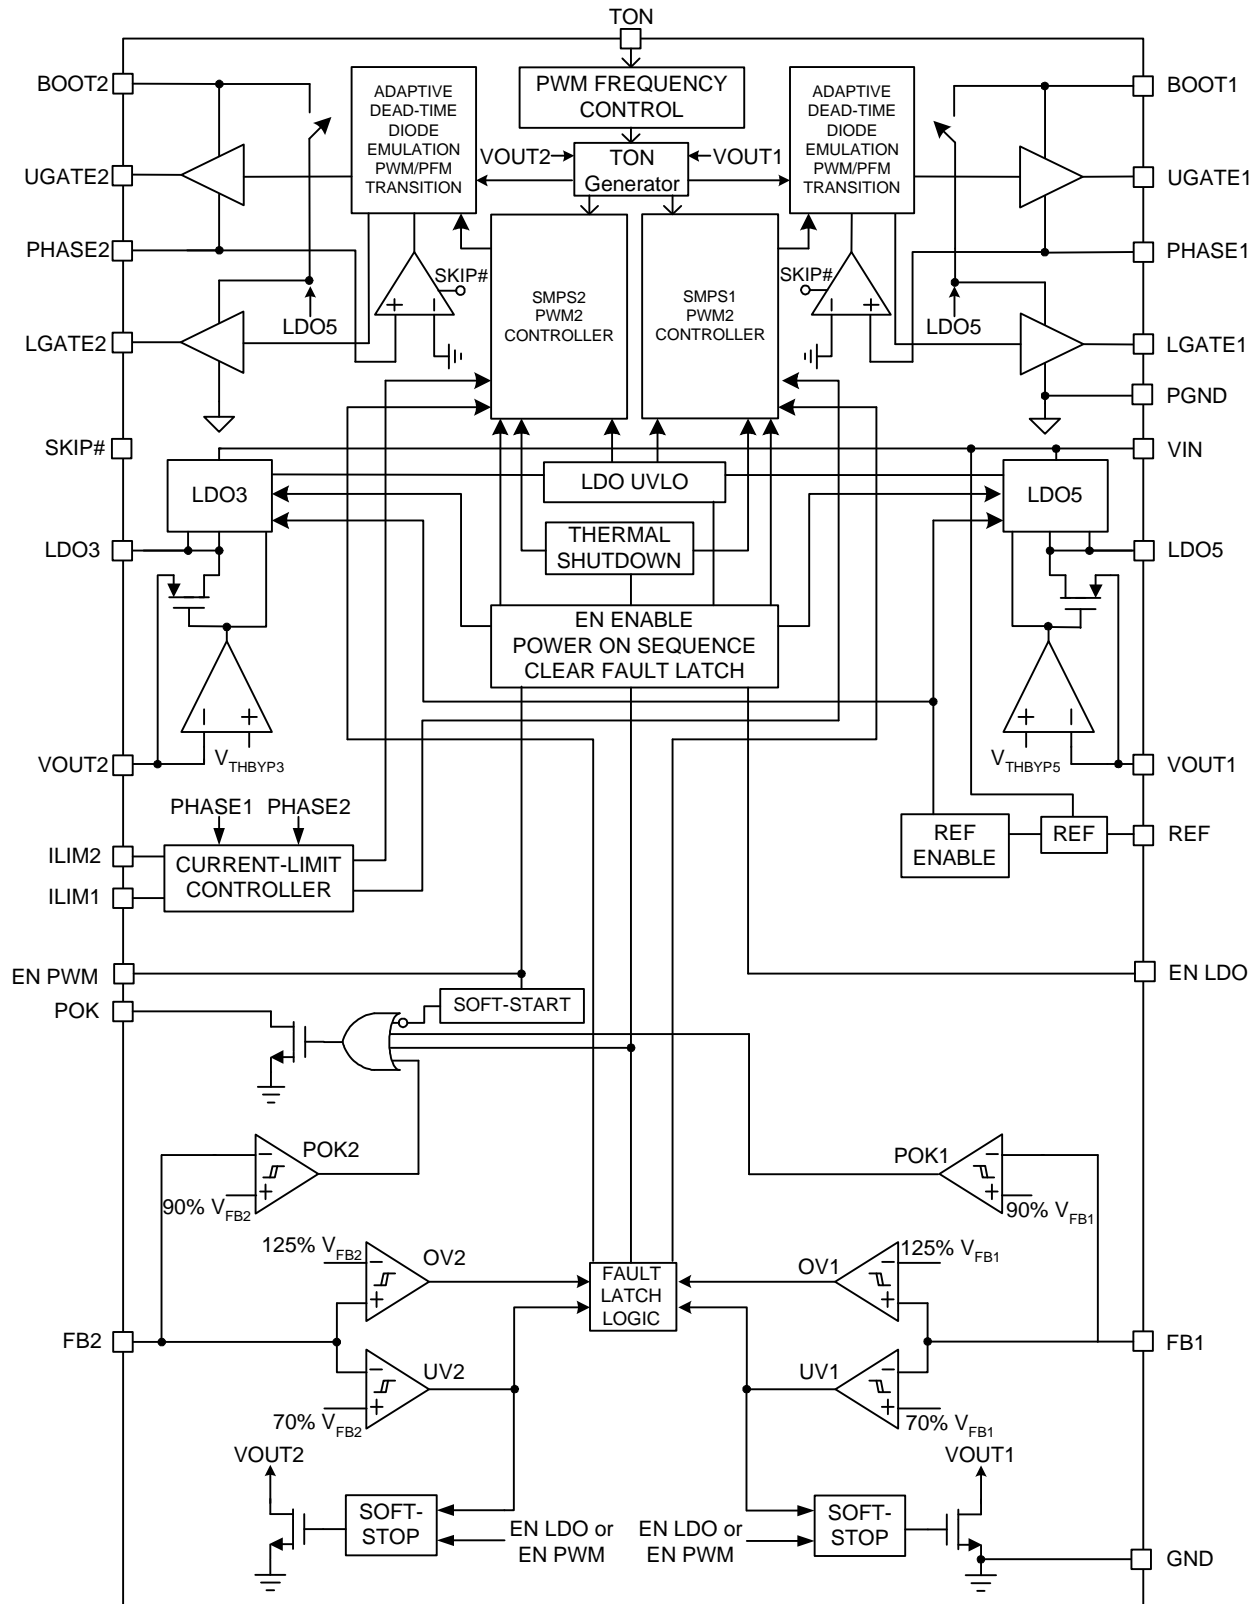 TON
BOOT2
ADAPTIVE
DEAD-TIME
DIODE
EMULATION
PWM/PFM
TRANSITION
PWM FREQUENCY
CONTROL
ADAPTIVE
DEAD-TIME
DIODE
EMULATION
PWM/PFM
TRANSITION
BOOT1
VOUT2
TON
Generator
VOUT1
UGATE2
UGATE1
PHASE2
PHASE1
SKIP#
SMPS2
PWM2
CONTROLLER
SMPS1
PWM2
CONTROLLER
SKIP#
+
–
–
+
LDO5
LDO5
LGATE2
LGATE1
PGND
SKIP#
VIN
LDO3
LDO UVLO
LDO5
LDO3
THERMAL
SHUTDOWN
LDO5
EN ENABLE
POWER ON SEQUENCE
CLEAR FAULT LATCH
–
+
+
–
VTHBYP3
VTHBYP5
VOUT2
VOUT1
PHASE1
PHASE2
ILIM2
CURRENT-LIMIT
CONTROLLER
ILIM1
REF
ENABLE
REF
REF
EN PWM
EN LDO
POK
SOFT-START
–
+
POK2
90% VFB2
POK1
–
+
90% VFB1
125% VFB2
–
+
OV2
FAULT
LATCH
LOGIC
OV1
–
+
125% VFB1
FB2
FB1
–
+
UV2
70% VFB2
UV1
–
+
70% VFB1
VOUT2
VOUT1
SOFT-
STOP
EN LDO or
EN PWM
EN LDO or
EN PWM
SOFT-
STOP
GND